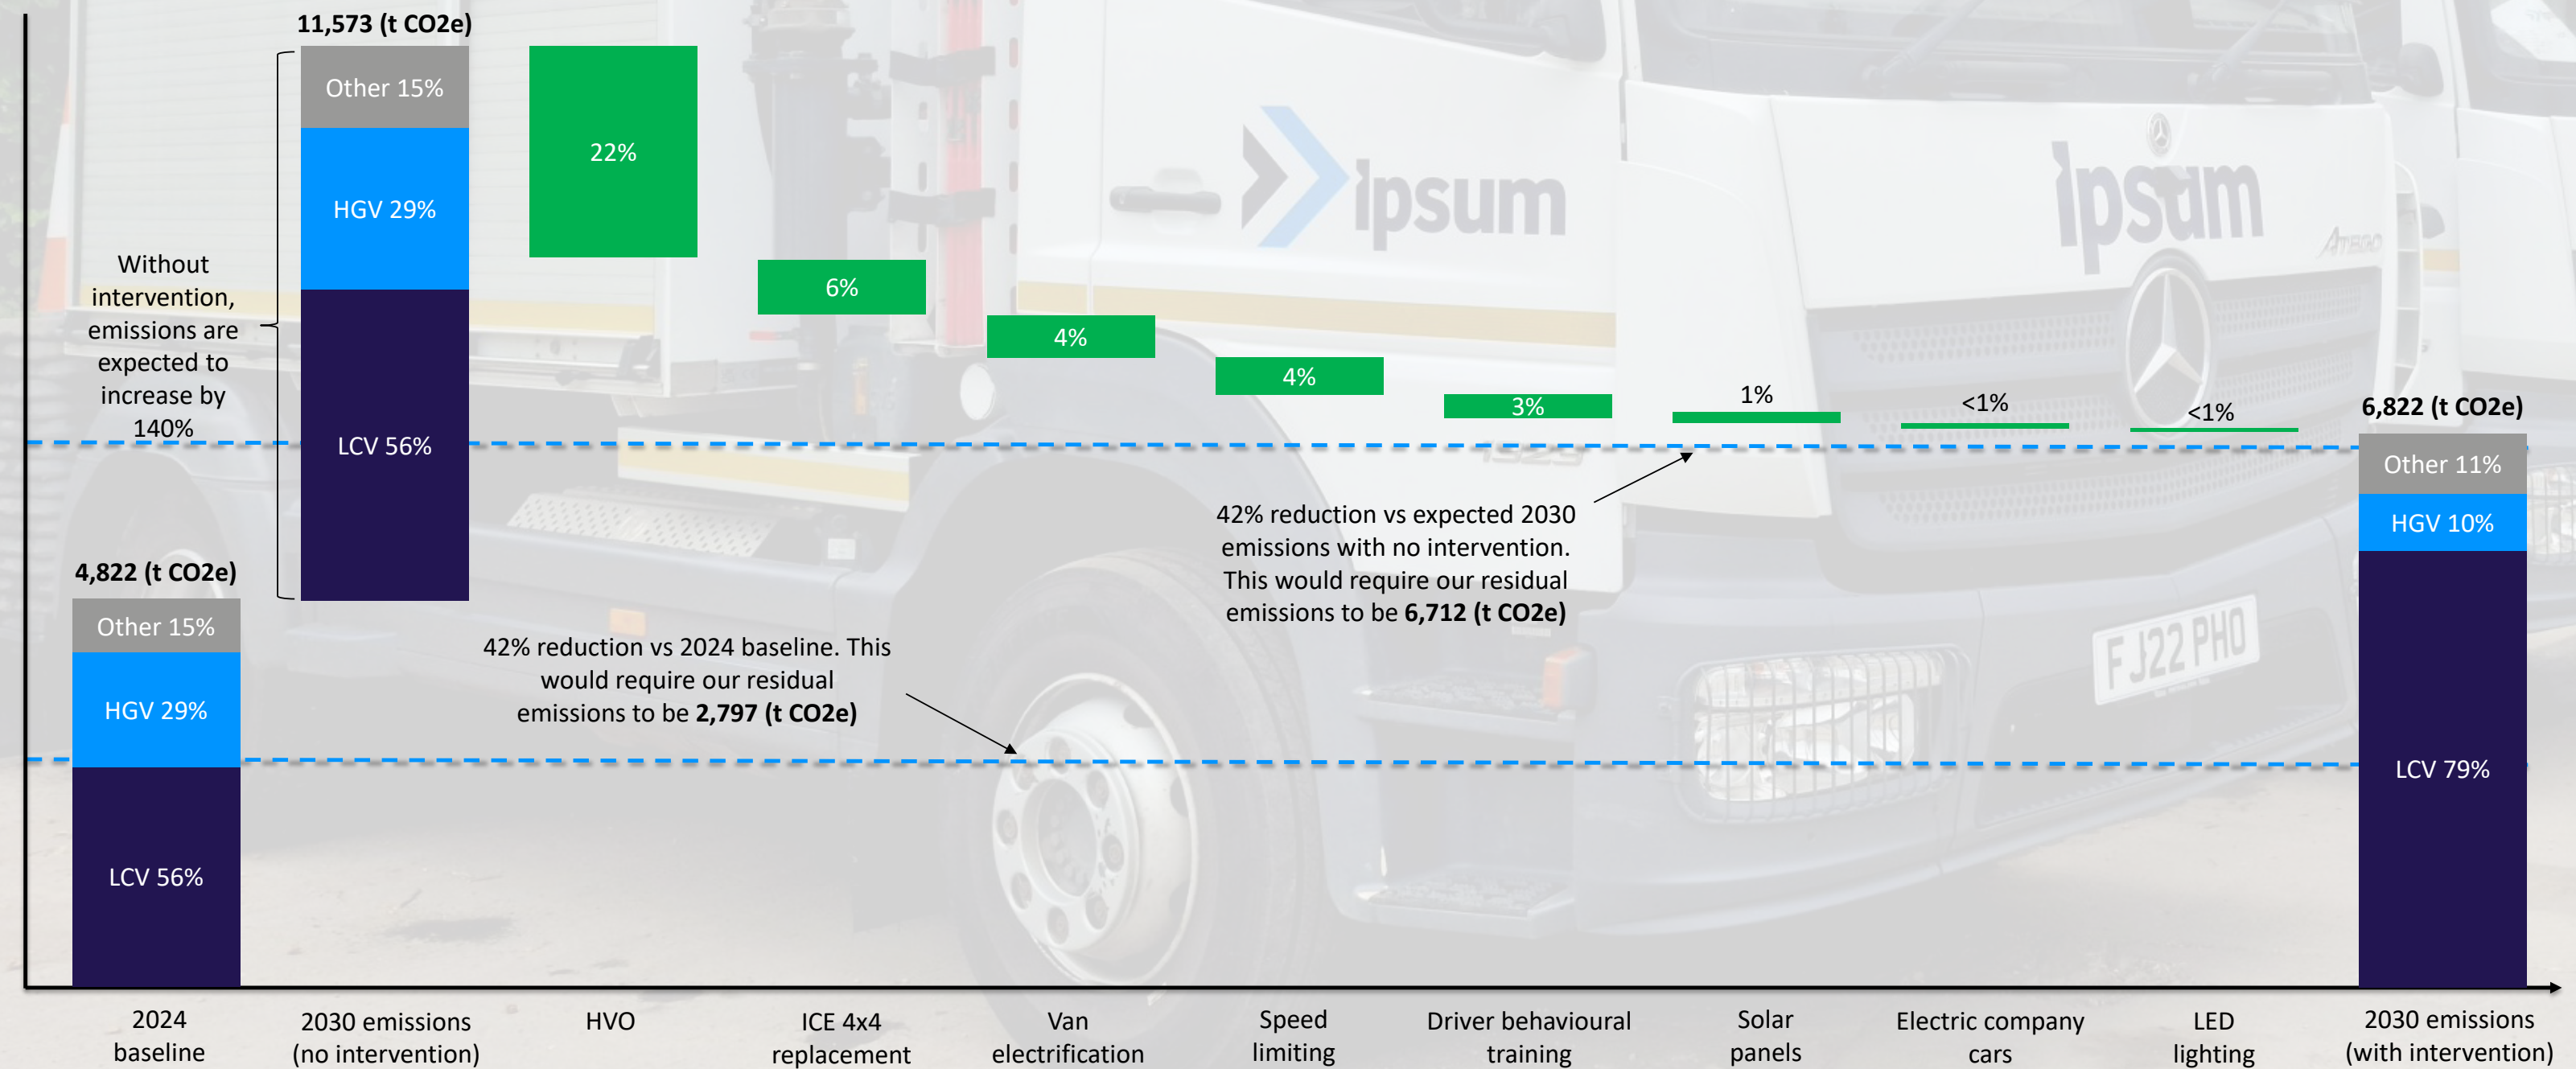 11,573 (t CO2e)
Other 15%
HGV 29%
LCV 56%
Without
intervention,
emissions are
expected to
increase by
140%
4,822 (t CO2e)
Other 15%
HGV 29%
LCV 56%
22%
6%
4%
4%
3%
1%
<1%
<1%
42% reduction vs 2024 baseline. This
would require our residual
emissions to be 2,797 (t CO2e)
42% reduction vs expected 2030
emissions with no intervention.
This would require our residual
emissions to be 6,712 (t CO2e)
6,822 (t CO2e)
Other 11%
HGV 10%
LCV 79%
ipsum
ipsum
ATEGO
1523
FJ22 PHO
2024
baseline
2030 emissions
(no intervention)
HVO
ICE 4x4
replacement
Van
electrification
Speed
limiting
Driver behavioural
training
Solar
panels
Electric company
cars
LED
lighting
2030 emissions
(with intervention)